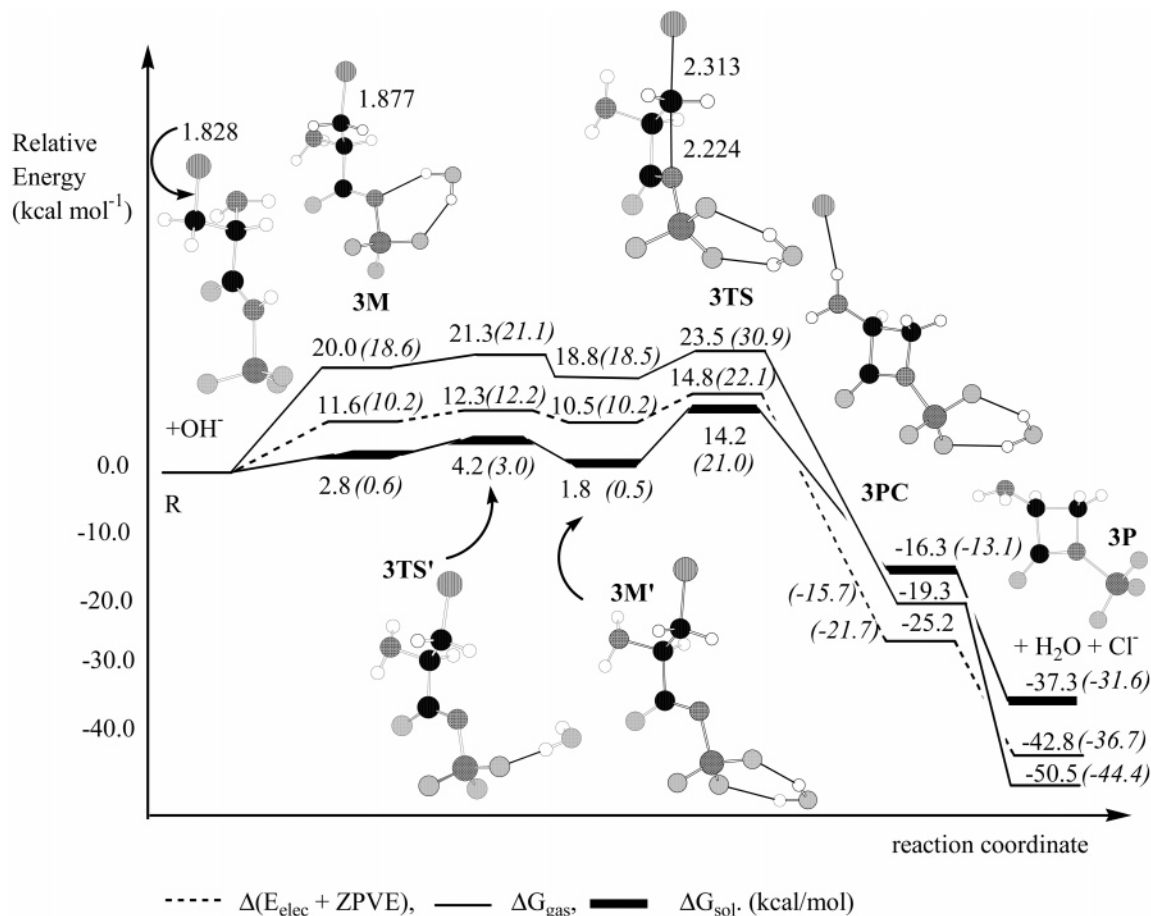 Relative
Energy
(kcal mol⁻¹)
1.828
1.877
3M
2.313
2.224
3TS
20.0 (18.6)
21.3 (21.1)
18.8 (18.5)
23.5 (30.9)
11.6 (10.2)
12.3 (12.2)
10.5 (10.2)
14.8 (22.1)
+OH⁻
0.0
R
2.8 (0.6)
4.2 (3.0)
1.8 (0.5)
14.2
(21.0)
3PC
3P
-10.0
-20.0
-30.0
-40.0
3TS'
3M'
-16.3 (-13.1)
(-15.7)
-19.3
(-21.7)
-25.2
+ H₂O + Cl⁻
-37.3 (-31.6)
-42.8 (-36.7)
-50.5 (-44.4)
reaction coordinate
Δ(E_elec + ZPVE), ΔG_gas, ΔG_sol. (kcal/mol)